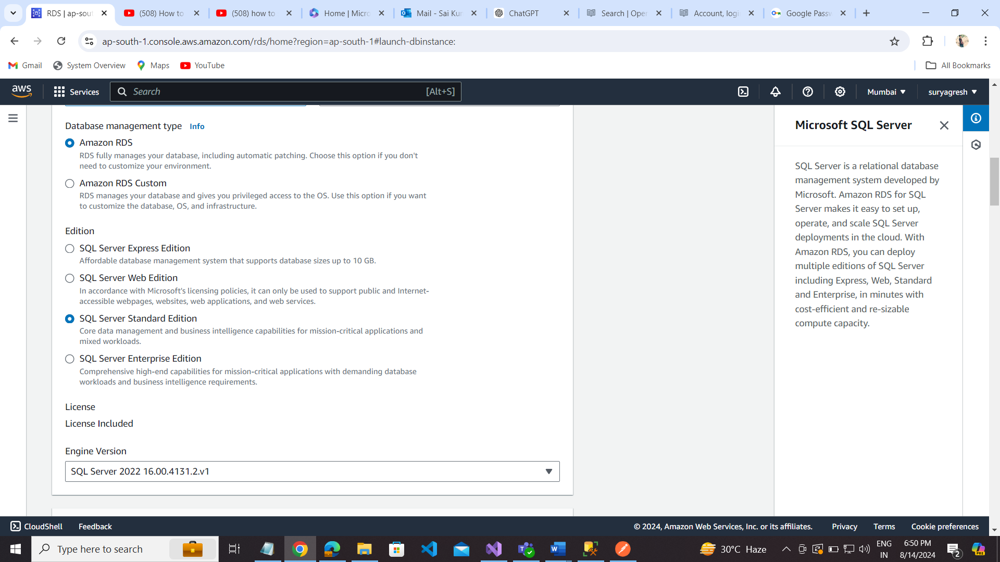 RDS | ap-sout
(508) How to
(508) how to
Home | Micro
Mail - Sai Kun
ChatGPT
Search | Oper
Account, logi
Google Passw
ap-south-1.console.aws.amazon.com/rds/home?region=ap-south-1#launch-dbinstance:
Gmail
System Overview
Maps
YouTube
All Bookmarks
aws
Services
Search
[Alt+S]
Mumbai
suryagresh
Database management type Info
Amazon RDS
RDS fully manages your database, including automatic patching. Choose this option if you don't
need to customize your environment.
Amazon RDS Custom
RDS manages your database and gives you privileged access to the OS. Use this option if you want
to customize the database, OS, and infrastructure.
Edition
SQL Server Express Edition
Affordable database management system that supports database sizes up to 10 GB.
SQL Server Web Edition
In accordance with Microsoft's licensing policies, it can only be used to support public and Internet-
accessible webpages, websites, web applications, and web services.
SQL Server Standard Edition
Core data management and business intelligence capabilities for mission-critical applications and
mixed workloads.
SQL Server Enterprise Edition
Comprehensive high-end capabilities for mission-critical applications with demanding database
workloads and business intelligence requirements.
License
License Included
Engine Version
SQL Server 2022 16.00.4131.2.v1
Microsoft SQL Server
SQL Server is a relational database
management system developed by
Microsoft. Amazon RDS for SQL
Server makes it easy to set up,
operate, and scale SQL Server
deployments in the cloud. With
Amazon RDS, you can deploy
multiple editions of SQL Server
including Express, Web, Standard
and Enterprise, in minutes with
cost-efficient and re-sizable
compute capacity.
CloudShell
Feedback
© 2024, Amazon Web Services, Inc. or its affiliates.
Privacy
Terms
Cookie preferences
Type here to search
30°C Haze
ENG
IN
6:50 PM
8/14/2024
2
PRE